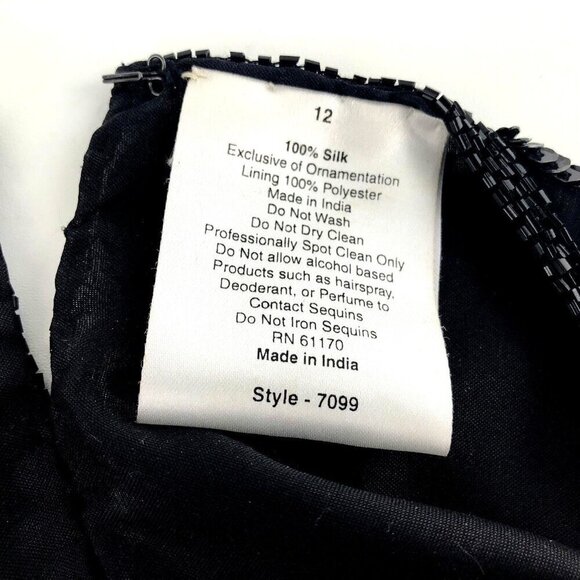 12
100% Silk
Exclusive of Ornamentation
Lining 100% Polyester
Made in India
Do Not Wash
Do Not Dry Clean
Professionally Spot Clean Only
Do Not allow alcohol based
Products such as hairspray,
Deodorant, or Perfume to
Contact Sequins
Do Not Iron Sequins
RN 61170
Made in India
Style - 7099